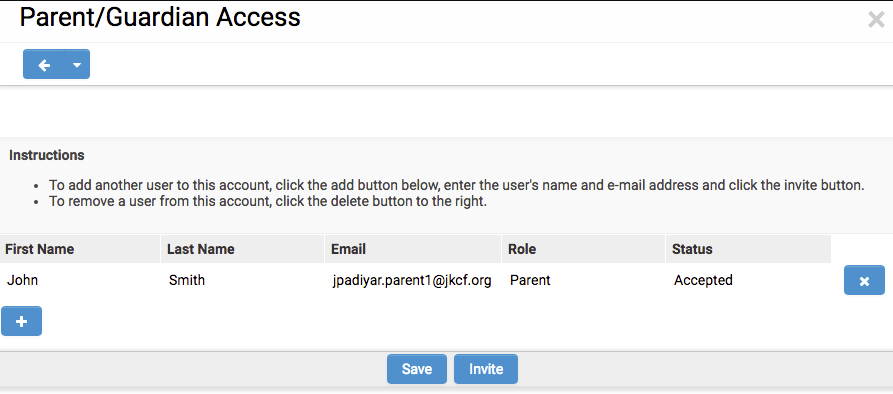 Parent/Guardian Access
Instructions
• To add another user to this account, click the add button below, enter the user's name and e-mail address and click the invite button.
• To remove a user from this account, click the delete button to the right.
First Name Last Name Email Role Status
John Smith jpadiyar.parent1@jkcf.org Parent Accepted
Save Invite